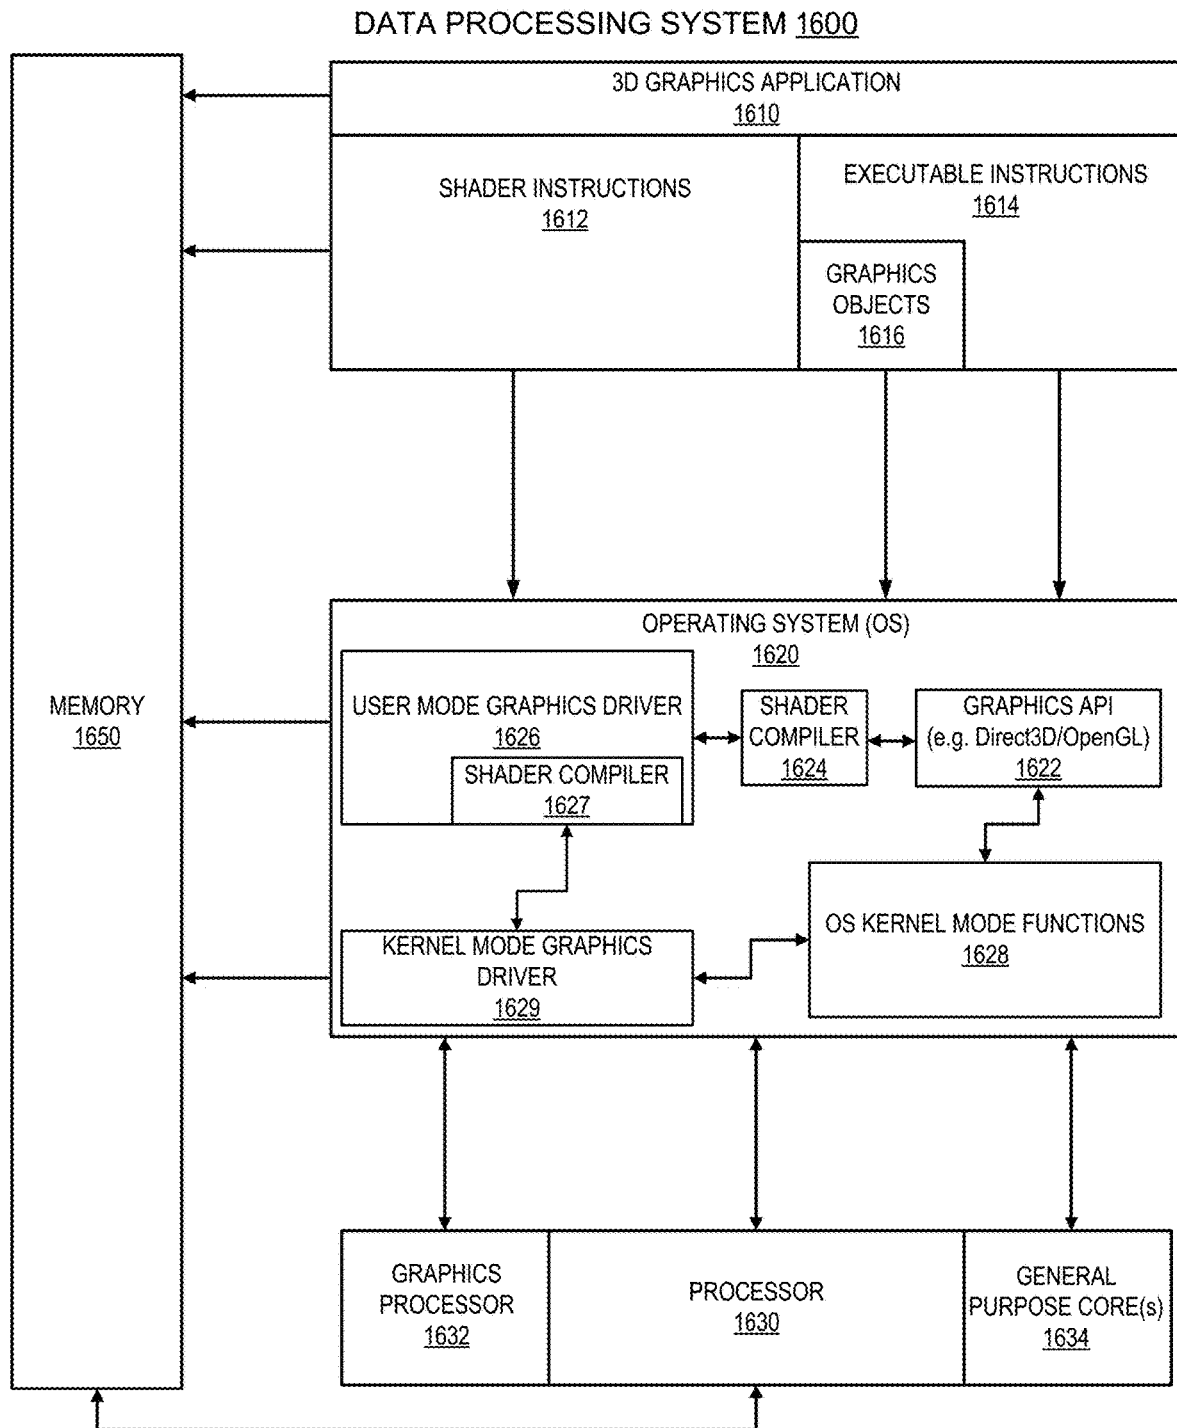 DATA PROCESSING SYSTEM 1600
3D GRAPHICS APPLICATION
1610
SHADER INSTRUCTIONS
1612
EXECUTABLE INSTRUCTIONS
1614
GRAPHICS
OBJECTS
1616
MEMORY
1650
OPERATING SYSTEM (OS)
1620
USER MODE GRAPHICS DRIVER
1626
SHADER COMPILER
1627
SHADER
COMPILER
1624
GRAPHICS API
(e.g. Direct3D/OpenGL)
1622
KERNEL MODE GRAPHICS
DRIVER
1629
OS KERNEL MODE FUNCTIONS
1628
GRAPHICS
PROCESSOR
1632
PROCESSOR
1630
GENERAL
PURPOSE CORE(s)
1634